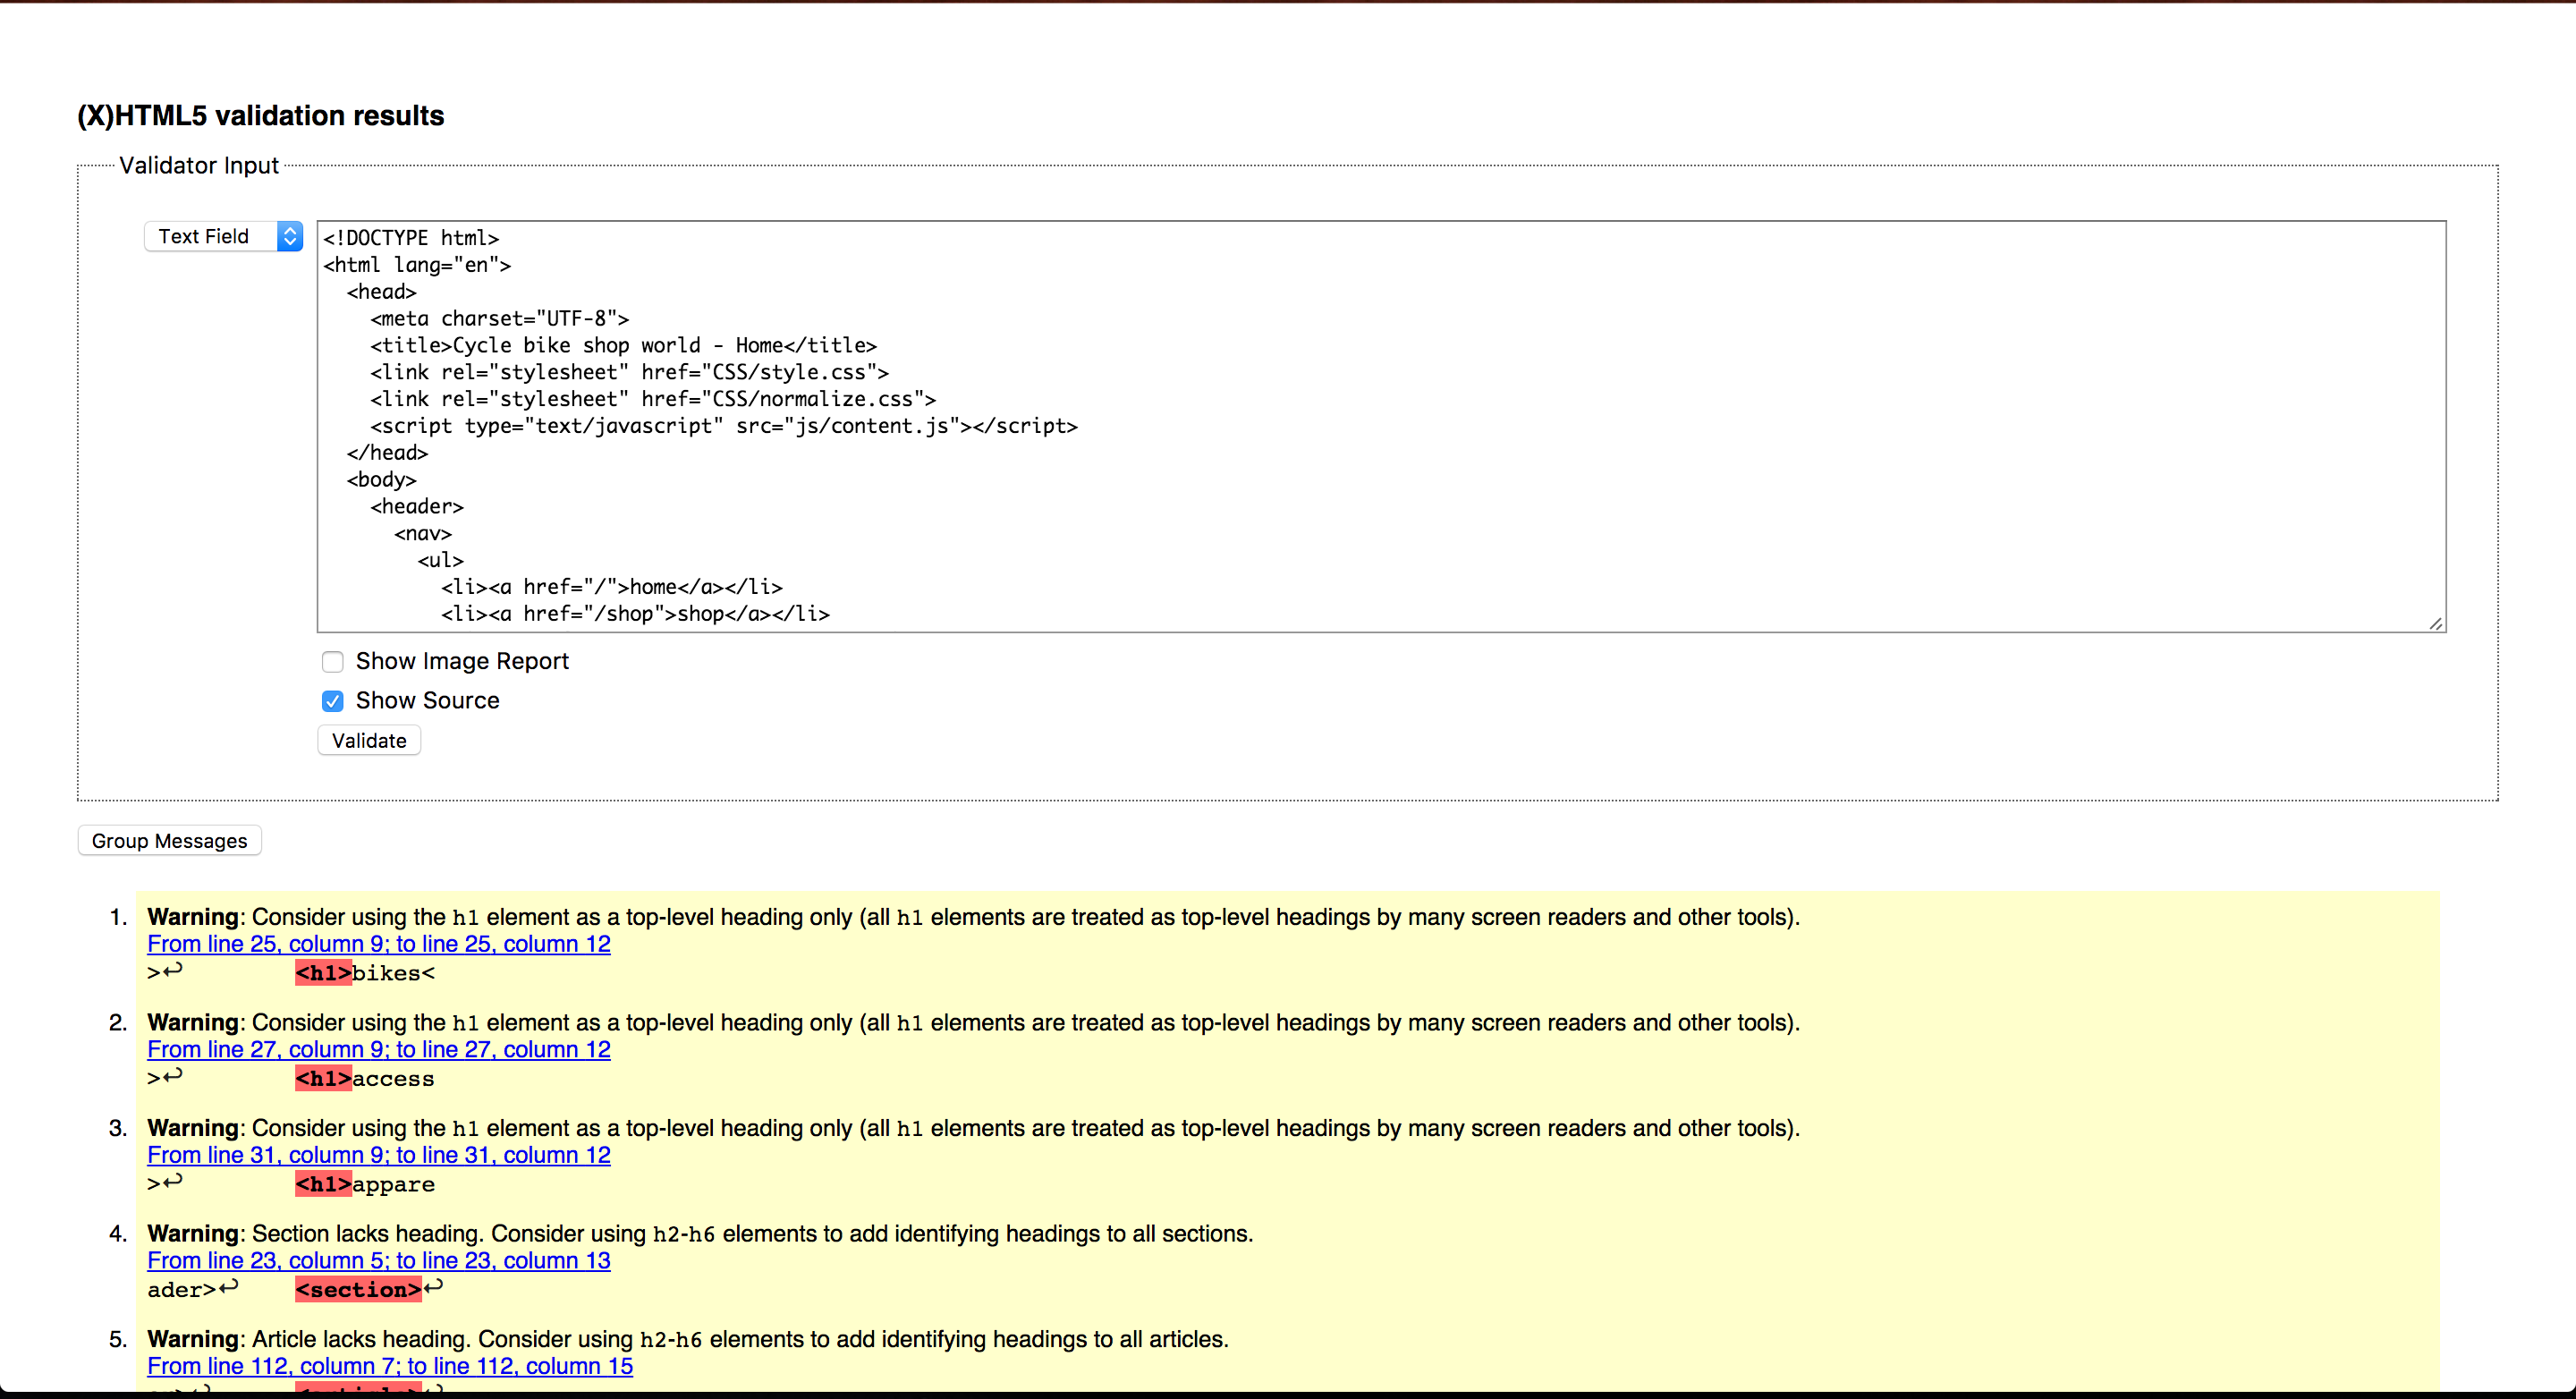 (X)HTML5 validation results
Validator Input
Text Field
<!DOCTYPE html>
<html lang="en">
<head>
<meta charset="UTF-8">
<title>Cycle bike shop world - Home</title>
<link rel="stylesheet" href="CSS/style.css">
<link rel="stylesheet" href="CSS/normalize.css">
<script type="text/javascript" src="js/content.js"></script>
</head>
<body>
<header>
<nav>
<ul>
<li><a href="/">home</a></li>
<li><a href="/shop">shop</a></li>
Show Image Report
Show Source
Validate
Group Messages
1. Warning: Consider using the h1 element as a top-level heading only (all h1 elements are treated as top-level headings by many screen readers and other tools).
From line 25, column 9; to line 25, column 12
>↩ <h1>bikes<
2. Warning: Consider using the h1 element as a top-level heading only (all h1 elements are treated as top-level headings by many screen readers and other tools).
From line 27, column 9; to line 27, column 12
>↩ <h1>access
3. Warning: Consider using the h1 element as a top-level heading only (all h1 elements are treated as top-level headings by many screen readers and other tools).
From line 31, column 9; to line 31, column 12
>↩ <h1>appare
4. Warning: Section lacks heading. Consider using h2-h6 elements to add identifying headings to all sections.
From line 23, column 5; to line 23, column 13
ader>↩ <section>↩
5. Warning: Article lacks heading. Consider using h2-h6 elements to add identifying headings to all articles.
From line 112, column 7; to line 112, column 15